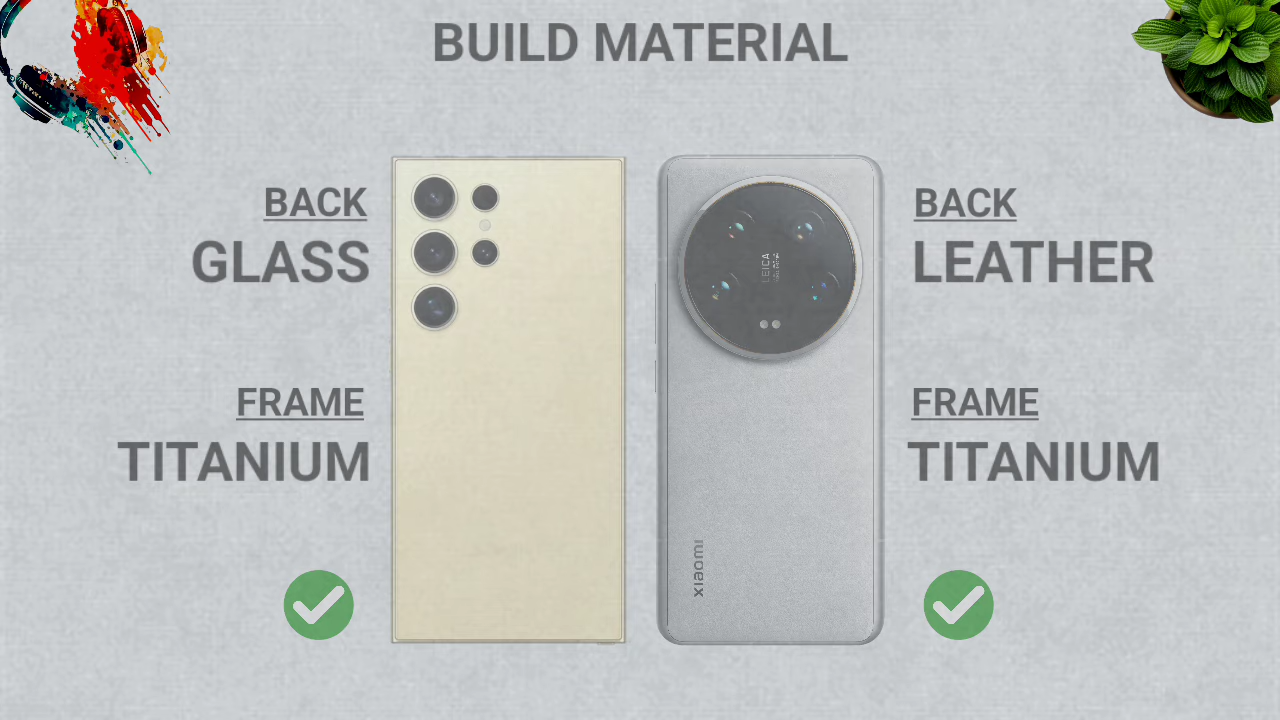 BUILD MATERIAL
BACK
GLASS
FRAME
TITANIUM
LEICA
xiaomi
BACK
LEATHER
FRAME
TITANIUM